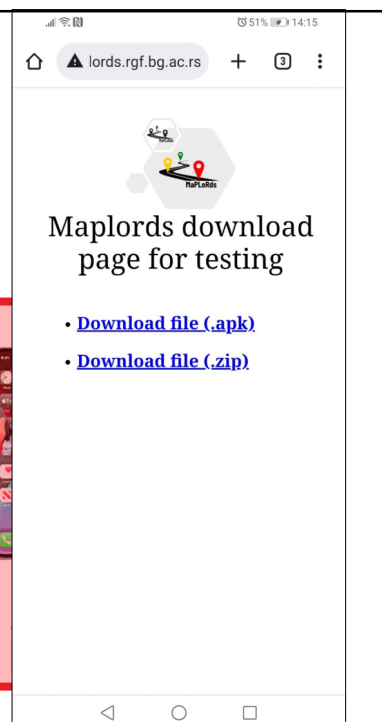 51% 14:15
lords.rgf.bg.ac.rs
3
MaPLoRds
Maplords download
page for testing
• Download file (.apk)
• Download file (.zip)